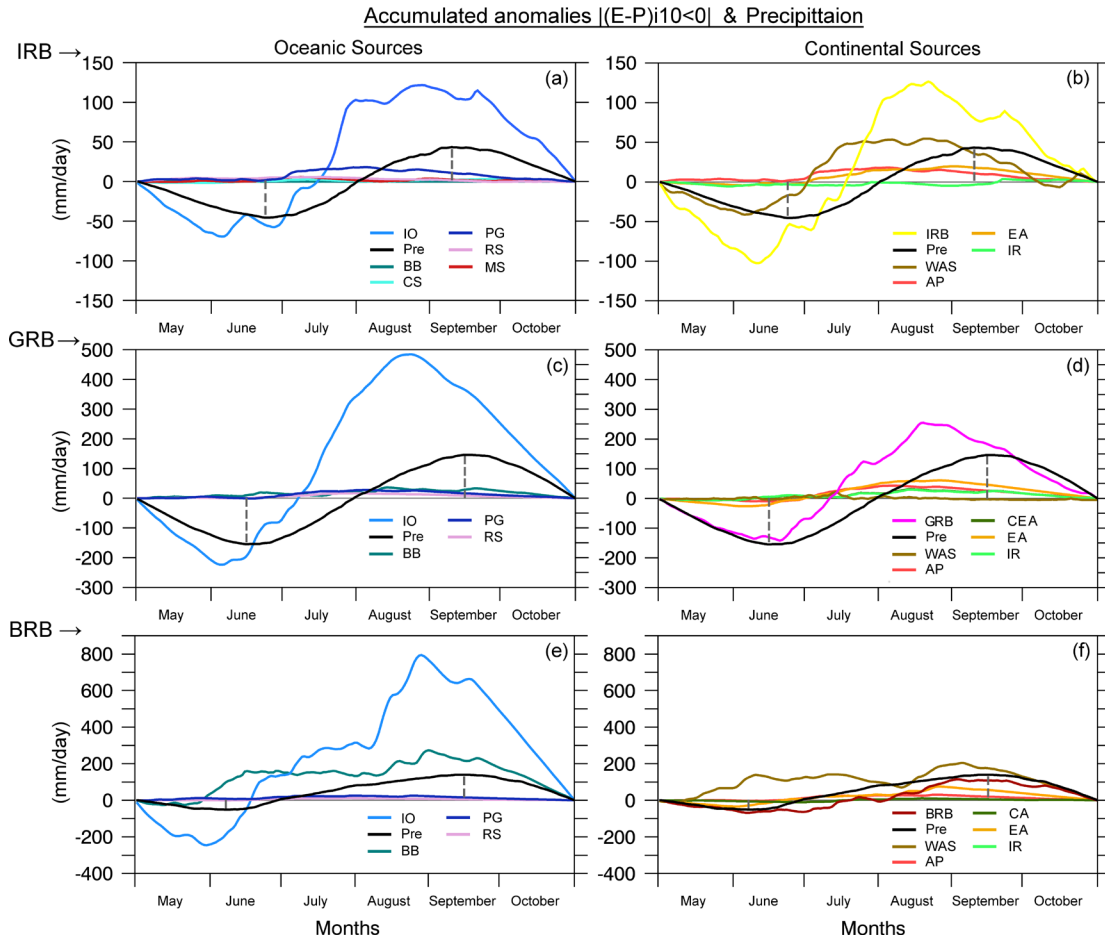 Accumulated anomalies |(E-P)i10<0| & Precipittaion
IRB →
Oceanic Sources
Continental Sources
(a)
(mm/day)
150
100
50
0
-50
-100
-150
IO
Pre
BB
CS
PG
RS
MS
May June July August September October
(b)
150
100
50
0
-50
-100
-150
IRB
Pre
WAS
AP
EA
IR
May June July August September October
GRB→
(c)
(mm/day)
500
400
300
200
100
0
-100
-200
-300
IO
Pre
BB
PG
RS
May June July August September October
(d)
500
400
300
200
100
0
-100
-200
-300
GRB
Pre
WAS
AP
CEA
EA
IR
May June July August September October
BRB →
(e)
(mm/day)
800
600
400
200
0
-200
-400
IO
Pre
BB
PG
RS
May June July August September October
Months
(f)
800
600
400
200
0
-200
-400
BRB
Pre
WAS
AP
CA
EA
IR
May June July August September October
Months